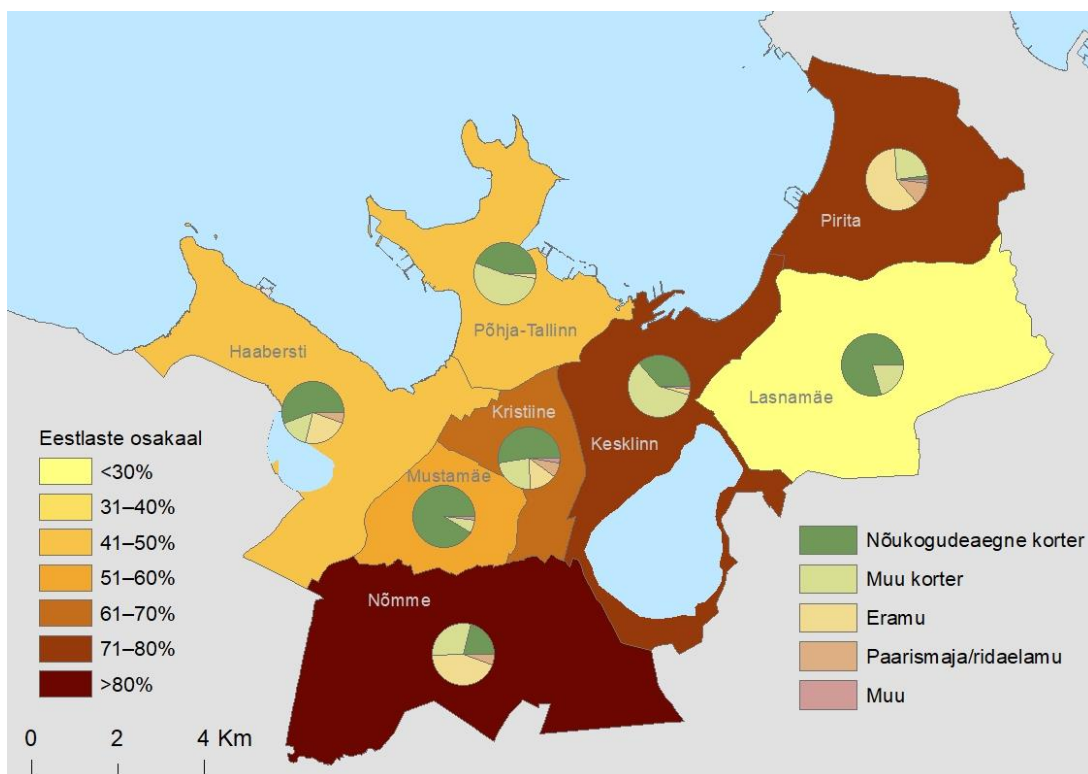 Pirita
Põhja-Tallinn
Haabersti
Lasnamäe
Kristiine
Kesklinn
Mustamäe
Nõmme
Eestlaste osakaal
<30%
31–40%
41–50%
51–60%
61–70%
71–80%
>80%
Nõukogudeaegne korter
Muu korter
Eramu
Paarismaja/ridaelamu
Muu
0 2 4 Km